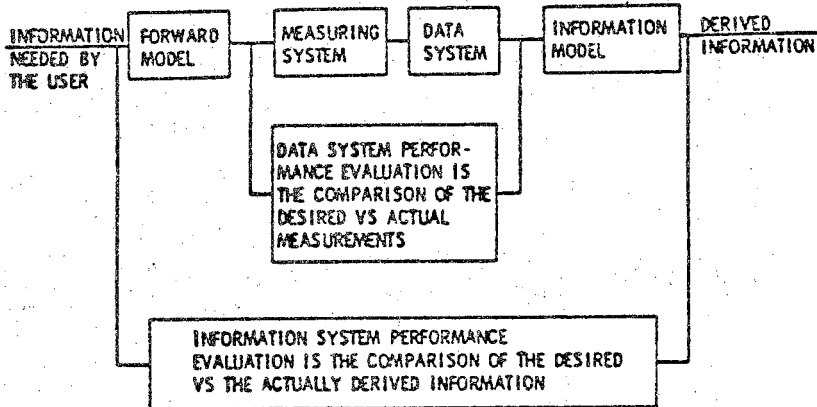 INFORMATION
NEEDED BY
THE USER
FORWARD
MODEL
MEASURING
SYSTEM
DATA
SYSTEM
INFORMATION
MODEL
DERIVED
INFORMATION
DATA SYSTEM PERFOR-
MANCE EVALUATION IS
THE COMPARISON OF THE
DESIRED VS ACTUAL
MEASUREMENTS
INFORMATION SYSTEM PERFORMANCE
EVALUATION IS THE COMPARISON OF THE DESIRED
VS THE ACTUALLY DERIVED INFORMATION